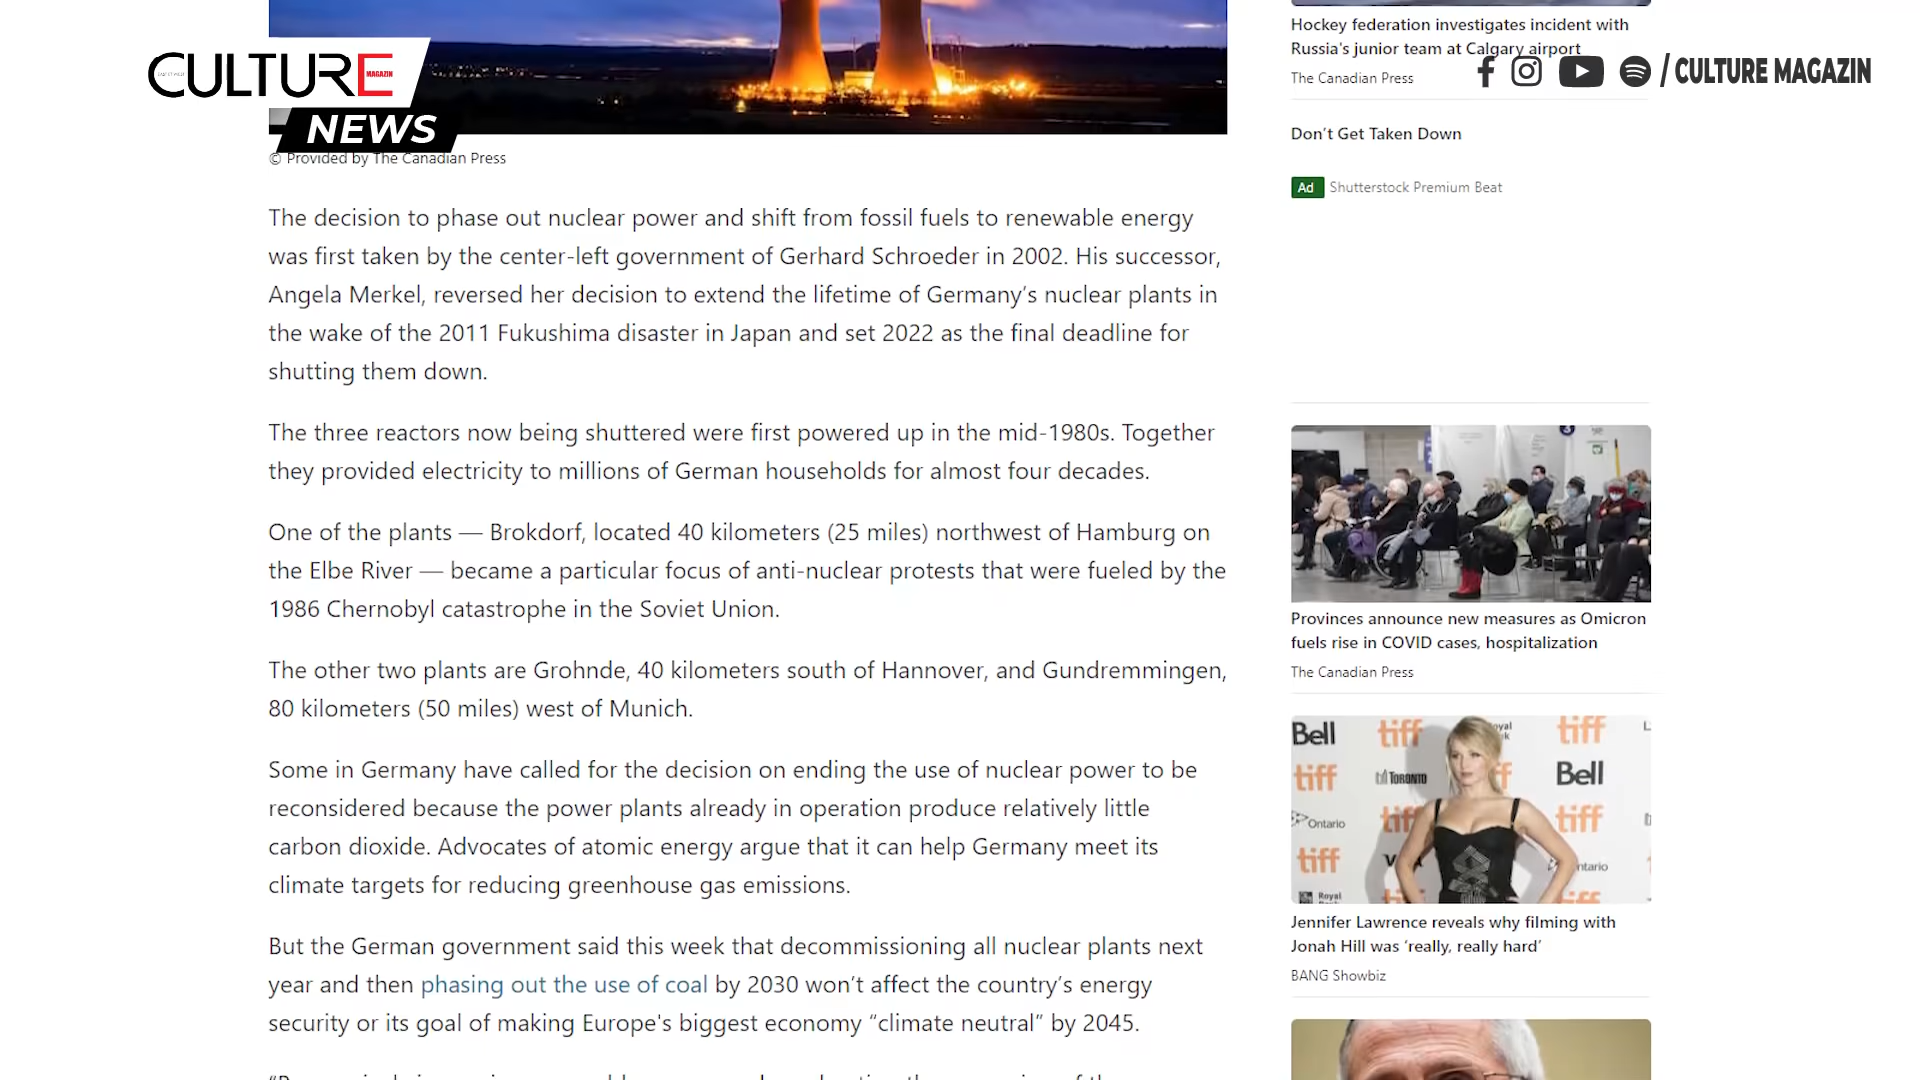 CULTURE
MAGAZIN
NEWS
© Provided by The Canadian Press
The decision to phase out nuclear power and shift from fossil fuels to renewable energy
was first taken by the center-left government of Gerhard Schroeder in 2002. His successor,
Angela Merkel, reversed her decision to extend the lifetime of Germany’s nuclear plants in
the wake of the 2011 Fukushima disaster in Japan and set 2022 as the final deadline for
shutting them down.
The three reactors now being shuttered were first powered up in the mid-1980s. Together
they provided electricity to millions of German households for almost four decades.
One of the plants — Brokdorf, located 40 kilometers (25 miles) northwest of Hamburg on
the Elbe River — became a particular focus of anti-nuclear protests that were fueled by the
1986 Chernobyl catastrophe in the Soviet Union.
The other two plants are Grohnde, 40 kilometers south of Hannover, and Gundremmingen,
80 kilometers (50 miles) west of Munich.
Some in Germany have called for the decision on ending the use of nuclear power to be
reconsidered because the power plants already in operation produce relatively little
carbon dioxide. Advocates of atomic energy argue that it can help Germany meet its
climate targets for reducing greenhouse gas emissions.
But the German government said this week that decommissioning all nuclear plants next
year and then phasing out the use of coal by 2030 won’t affect the country’s energy
security or its goal of making Europe's biggest economy “climate neutral” by 2045.
Hockey federation investigates incident with
Russia's junior team at Calgary airport
The Canadian Press
/ CULTURE MAGAZIN
Don’t Get Taken Down
Ad Shutterstock Premium Beat
Provinces announce new measures as Omicron
fuels rise in COVID cases, hospitalization
The Canadian Press
Bell tiff
tiff TORONTO Bell
Ontario tiff tiff
tiff
Royal
Jennifer Lawrence reveals why filming with
Jonah Hill was ‘really, really hard’
BANG Showbiz